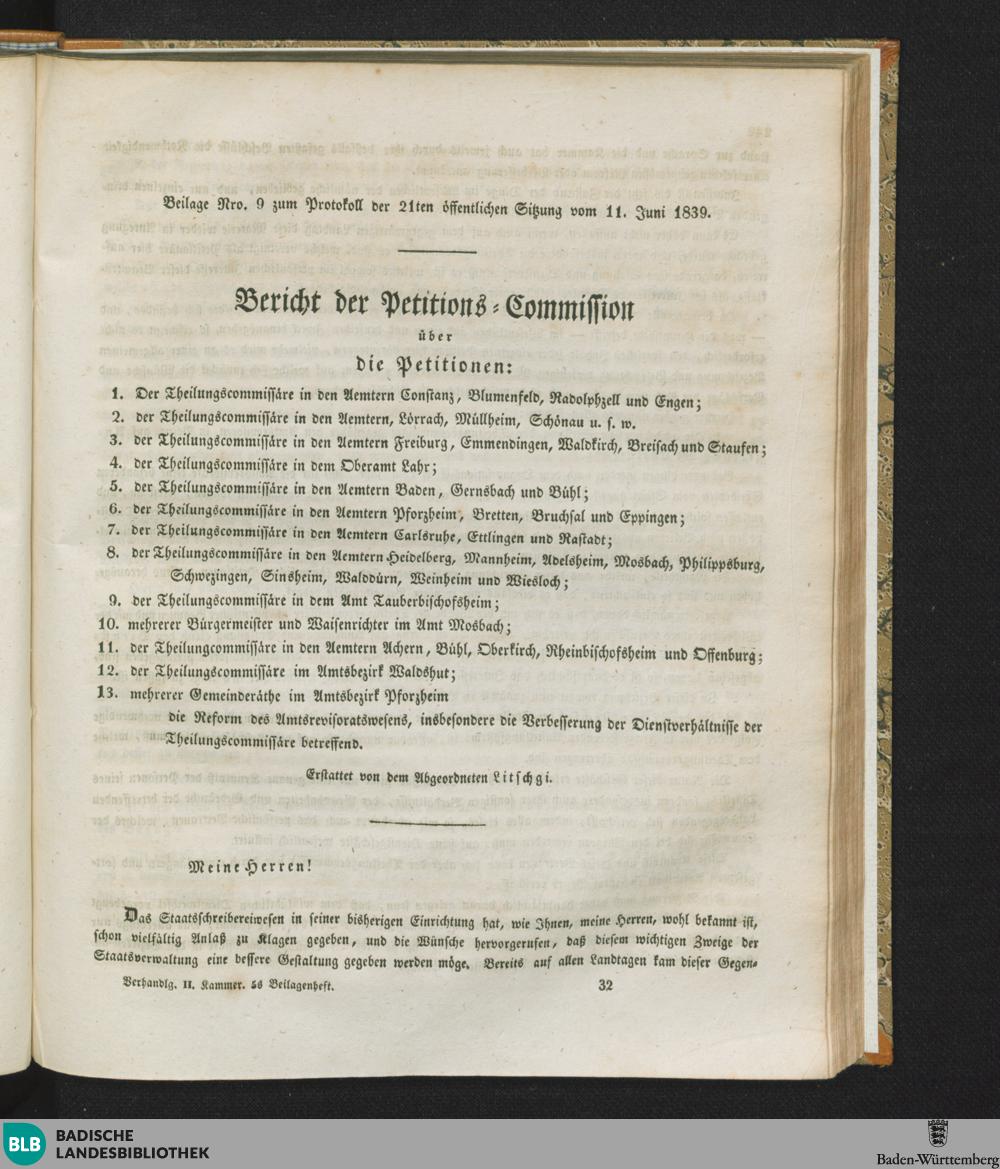 Beilage Nro. 9 zum Protokoll der 21ten öffentlichen Sitzung vom 11. Juni 1839.
Bericht der Petitions-Commission
über
die Petitionen:
1. Der Theilungscommissäre in den Aemtern Constanz, Blumenfeld, Radolphzell und Engen;
2. der Theilungscommissäre in den Aemtern, Lörrach, Müllheim, Schönau u. s. w.
3. der Theilungscommissäre in den Aemtern Freiburg, Emmendingen, Waldkirch, Breisach und Staufen;
4. der Theilungscommissäre in dem Oberamt Lahr;
5. der Theilungscommissäre in den Aemtern Baden, Gernsbach und Bühl;
6. der Theilungscommissäre in den Aemtern Pforzheim, Bretten, Bruchsal und Eppingen;
7. der Theilungscommissäre in den Aemtern Carlsruhe, Ettlingen und Rastadt;
8. der Theilungscommissäre in den Aemtern Heidelberg, Mannheim, Adelsheim, Mosbach, Philippsburg,
Schwezingen, Sinsheim, Walddürn, Weinheim und Wiesloch;
9. der Theilungscommissäre in dem Amt Tauberbischofsheim;
10. mehrerer Bürgermeister und Waisenrichter im Amt Mosbach;
11. der Theilungcommissäre in den Aemtern Achern, Bühl, Oberkirch, Rheinbischofsheim und Offenburg;
12. der Theilungscommissäre im Amtsbezirk Waldshut;
13. mehrerer Gemeinderäthe im Amtsbezirk Pforzheim
die Reform des Amtsrevisoratswesens, insbesondere die Verbesserung der Dienstverhältnisse der
Theilungscommissäre betreffend.
Erstattet von dem Abgeordneten Litschgi.
Meine Herren!
Das Staatsschreibereiwesen in seiner bisherigen Einrichtung hat, wie Ihnen, meine Herren, wohl bekannt ist,
schon vielfältig Anlaß zu Klagen gegeben, und die Wünsche hervorgerufen, daß diesem wichtigen Zweige der
Staatsverwaltung eine bessere Gestaltung gegeben werden möge. Bereits auf allen Landtagen kam dieser Gegen-
Verhandlg. II. Kammer. 5s Beilagenheft. 32
BLB BADISCHE
LANDESBIBLIOTHEK
Baden-Württemberg